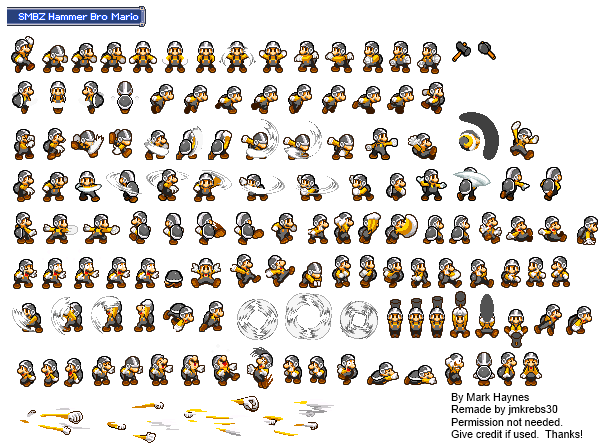 SMBZ Hammer Bro Mario
By Mark Haynes
Remade by jmkrebs30
Permission not needed.
Give credit if used.  Thanks!